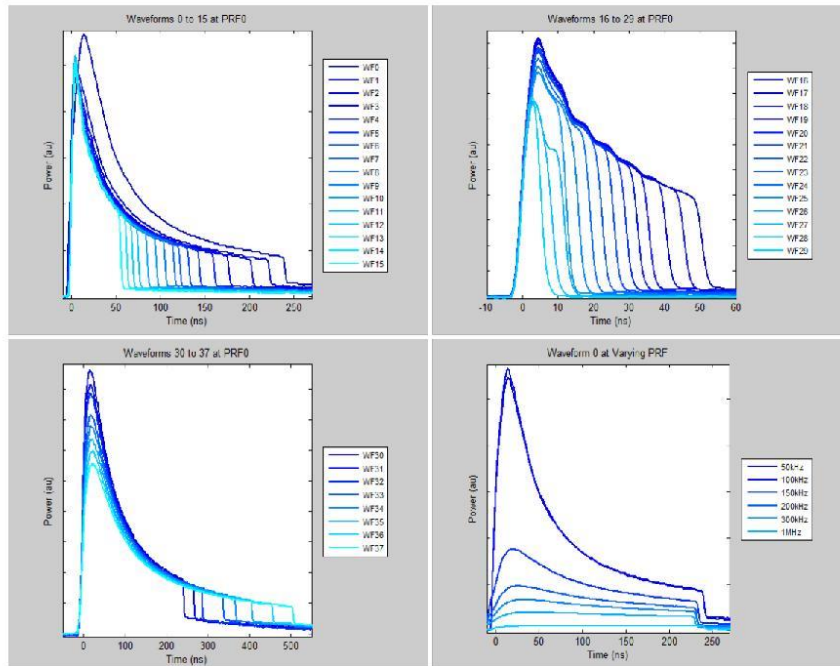 Waveforms 0 to 15 at PRF0
Power (au)
0
50
100
150
200
250
Time (ns)
WF0
WF1
WF2
WF3
WF4
WF5
WF6
WF7
WF8
WF9
WF10
WF11
WF12
WF13
WF14
WF15
Waveforms 16 to 29 at PRF0
Power (au)
-10
0
10
20
30
40
50
60
Time (ns)
WF16
WF17
WF18
WF19
WF20
WF21
WF22
WF23
WF24
WF25
WF26
WF27
WF28
WF29
Waveforms 30 to 37 at PRF0
Power (au)
0
100
200
300
400
500
Time (ns)
WF30
WF31
WF32
WF33
WF34
WF35
WF36
WF37
Waveform 0 at Varying PRF
Power (au)
0
50
100
150
200
250
Time (ns)
50kHz
100kHz
150kHz
200kHz
300kHz
1MHz